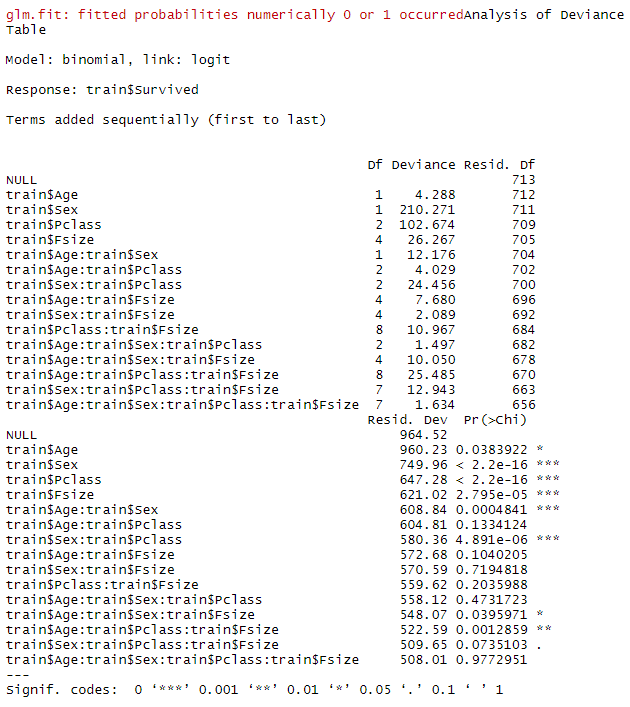 glm.fit: fitted probabilities numerically 0 or 1 occurredAnalysis of Deviance
Table
Model: binomial, link: logit
Response: train$Survived
Terms added sequentially (first to last)
                                             Df Deviance Resid. Df
NULL                                                           713
train$Age                                     1    4.288       712
train$Sex                                     1  210.271       711
train$Pclass                                  2  102.674       709
train$Fsize                                   4   26.267       705
train$Age:train$Sex                           1   12.176       704
train$Age:train$Pclass                        2    4.029       702
train$Sex:train$Pclass                        2   24.456       700
train$Age:train$Fsize                         4    7.680       696
train$Sex:train$Fsize                         4    2.089       692
train$Pclass:train$Fsize                      8   10.967       684
train$Age:train$Sex:train$Pclass              2    1.497       682
train$Age:train$Sex:train$Fsize               4   10.050       678
train$Age:train$Pclass:train$Fsize            8   25.485       670
train$Sex:train$Pclass:train$Fsize            7   12.943       663
train$Age:train$Sex:train$Pclass:train$Fsize  7    1.634       656
                                             Resid. Dev  Pr(>Chi)
NULL                                             964.52
train$Age                                        960.23 0.0383922 *
train$Sex                                        749.96 < 2.2e-16 ***
train$Pclass                                     647.28 < 2.2e-16 ***
train$Fsize                                      621.02 2.795e-05 ***
train$Age:train$Sex                              608.84 0.0004841 ***
train$Age:train$Pclass                           604.81 0.1334124
train$Sex:train$Pclass                           580.36 4.891e-06 ***
train$Age:train$Fsize                            572.68 0.1040205
train$Sex:train$Fsize                            570.59 0.7194818
train$Pclass:train$Fsize                         559.62 0.2035988
train$Age:train$Sex:train$Pclass                 558.12 0.4731723
train$Age:train$Sex:train$Fsize                  548.07 0.0395971 *
train$Age:train$Pclass:train$Fsize               522.59 0.0012859 **
train$Sex:train$Pclass:train$Fsize               509.65 0.0735103 .
train$Age:train$Sex:train$Pclass:train$Fsize     508.01 0.9772951
---
Signif. codes:  0 ‘***’ 0.001 ‘**’ 0.01 ‘*’ 0.05 ‘.’ 0.1 ‘ ’ 1